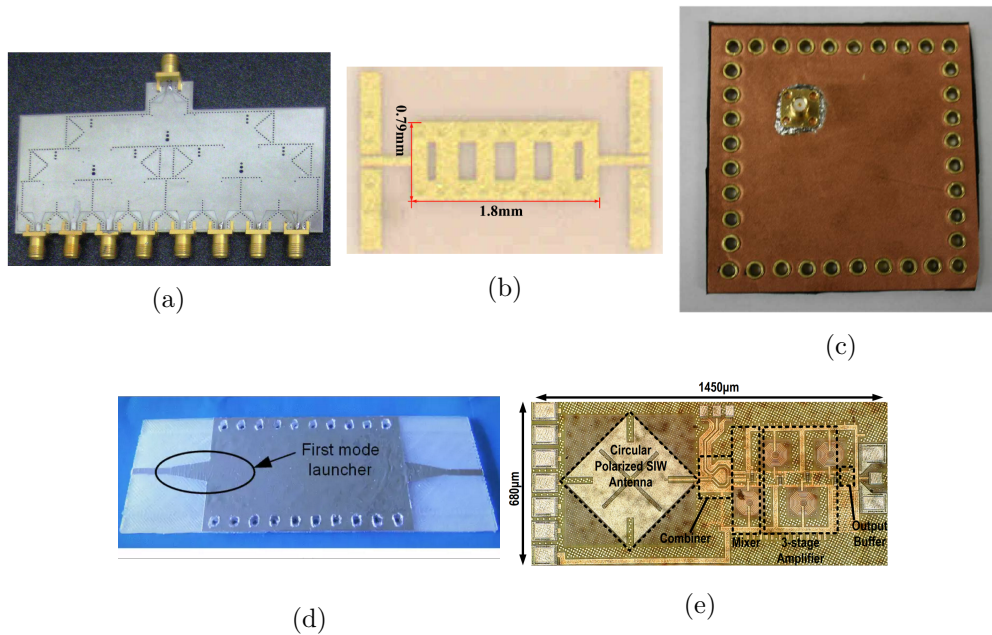 (a)
0.79mm
1.8mm
(b)
(c)
First mode
launcher
(d)
1450µm
680µm
Circular
Polarized SIW
Antenna
Combiner
Mixer
3-stage
Amplifier
Output
Buffer
(e)